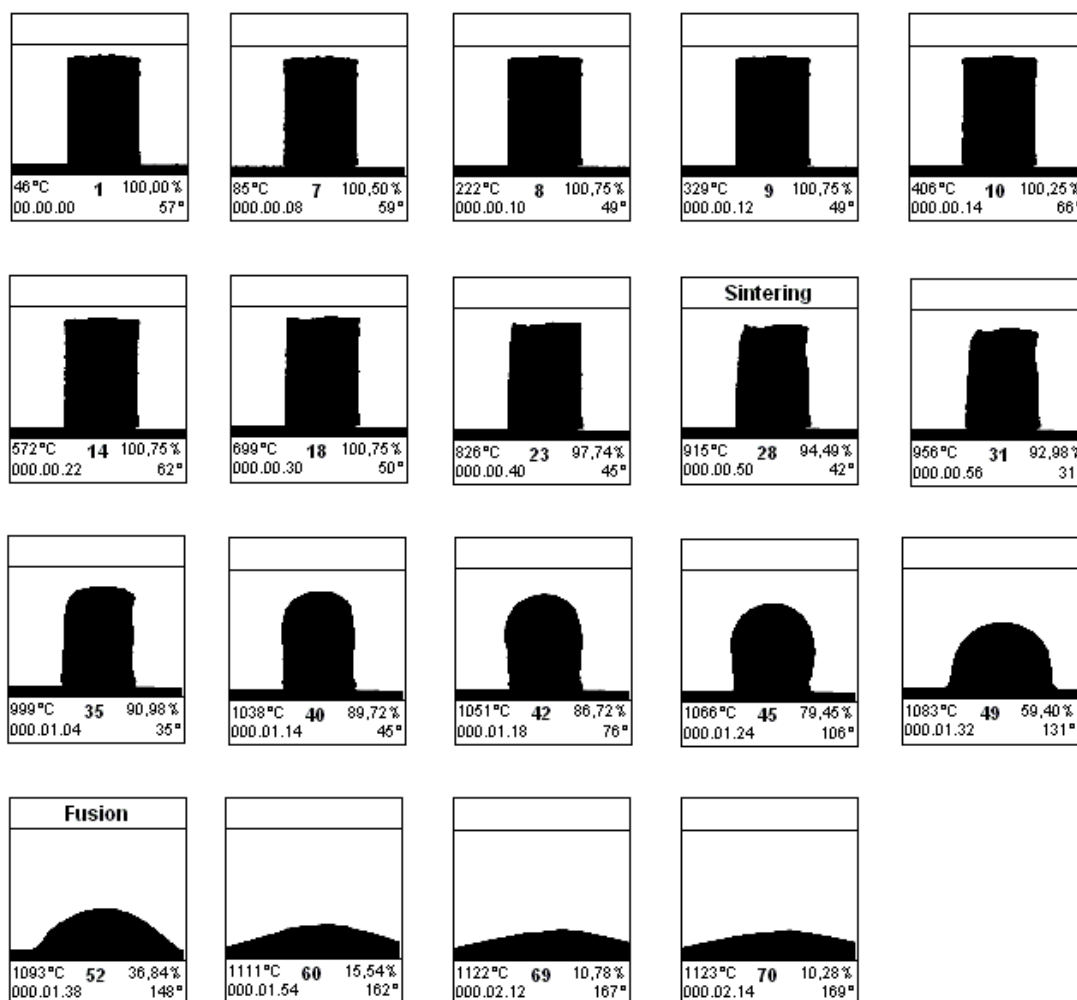 46°C 1 100,00%
00.00.00 57°
85°C 7 100,50%
000.00.08 59°
222°C 8 100,75%
000.00.10 49°
329°C 9 100,75%
000.00.12 49°
406°C 10 100,25%
000.00.14 66°
572°C 14 100,75%
000.00.22 62°
699°C 18 100,75%
000.00.30 50°
826°C 23 97,74%
000.00.40 45°
Sintering
915°C 28 94,49%
000.00.50 42°
956°C 31 92,98%
000.00.56 31
999°C 35 90,98%
000.01.04 35°
1038°C 40 89,72%
000.01.14 45°
1051°C 42 86,72%
000.01.18 76°
1066°C 45 79,45%
000.01.24 106°
1083°C 49 59,40%
000.01.32 131°
Fusion
1093°C 52 36,84%
000.01.38 148°
1111°C 60 15,54%
000.01.54 162°
1122°C 69 10,78%
000.02.12 167°
1123°C 70 10,28%
000.02.14 169°